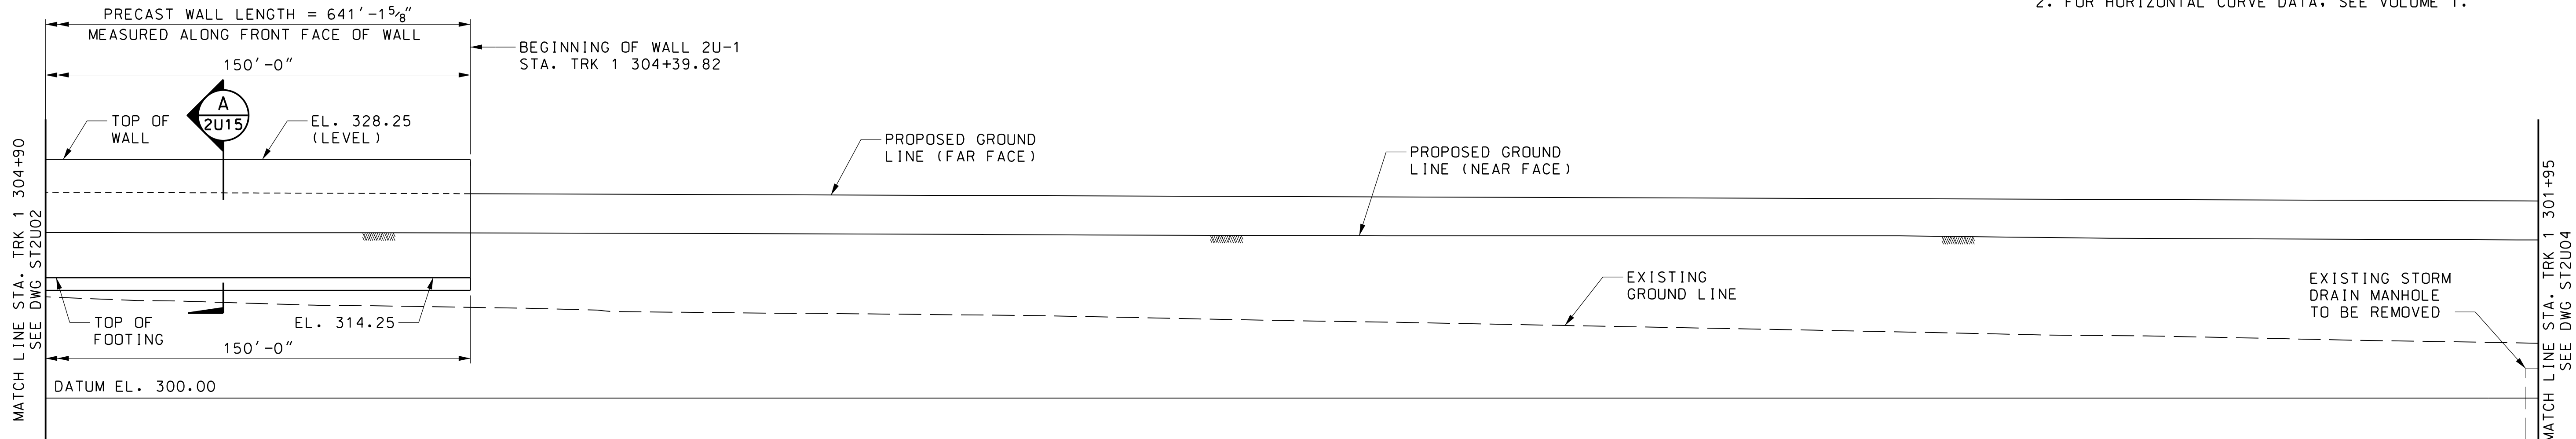 2. FOR HORIZONTAL CURVE DATA, SEE VOLUME 1.
PRECAST WALL LENGTH = 641'-1 5/8"
MEASURED ALONG FRONT FACE OF WALL
150'-0"
BEGINNING OF WALL 2U-1
STA. TRK 1 304+39.82
A
2U15
TOP OF
WALL
EL. 328.25
(LEVEL)
PROPOSED GROUND
LINE (FAR FACE)
PROPOSED GROUND
LINE (NEAR FACE)
MATCH LINE STA. TRK 1 304+90
SEE DWG ST2U02
TOP OF
FOOTING
EL. 314.25
150'-0"
EXISTING
GROUND LINE
EXISTING STORM
DRAIN MANHOLE
TO BE REMOVED
MATCH LINE STA. TRK 1 301+95
SEE DWG ST2U04
DATUM EL. 300.00